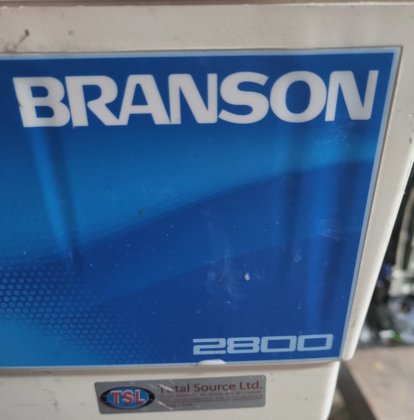 BRANSON
2800
TSL
Total Source Ltd.